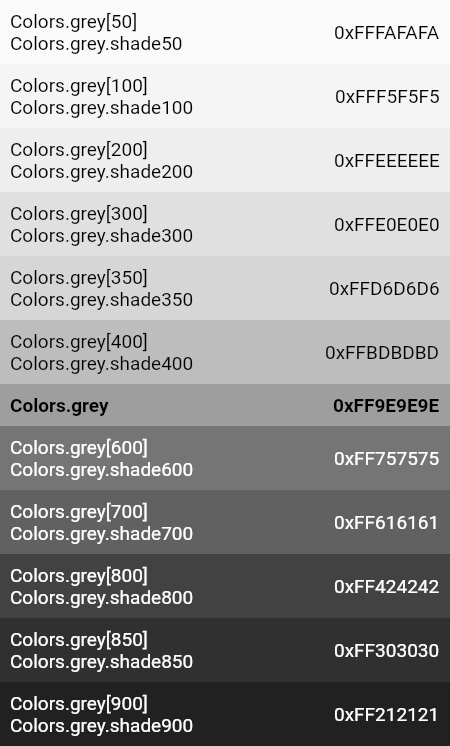 Colors.grey[50]
Colors.grey.shade50
0xFFFAFAFA
Colors.grey[100]
Colors.grey.shade100
0xFFF5F5F5
Colors.grey[200]
Colors.grey.shade200
0xFFEEEEEE
Colors.grey[300]
Colors.grey.shade300
0xFFE0E0E0
Colors.grey[350]
Colors.grey.shade350
0xFFD6D6D6
Colors.grey[400]
Colors.grey.shade400
0xFFBDBDBD
Colors.grey
0xFF9E9E9E
Colors.grey[600]
Colors.grey.shade600
0xFF757575
Colors.grey[700]
Colors.grey.shade700
0xFF616161
Colors.grey[800]
Colors.grey.shade800
0xFF424242
Colors.grey[850]
Colors.grey.shade850
0xFF303030
Colors.grey[900]
Colors.grey.shade900
0xFF212121